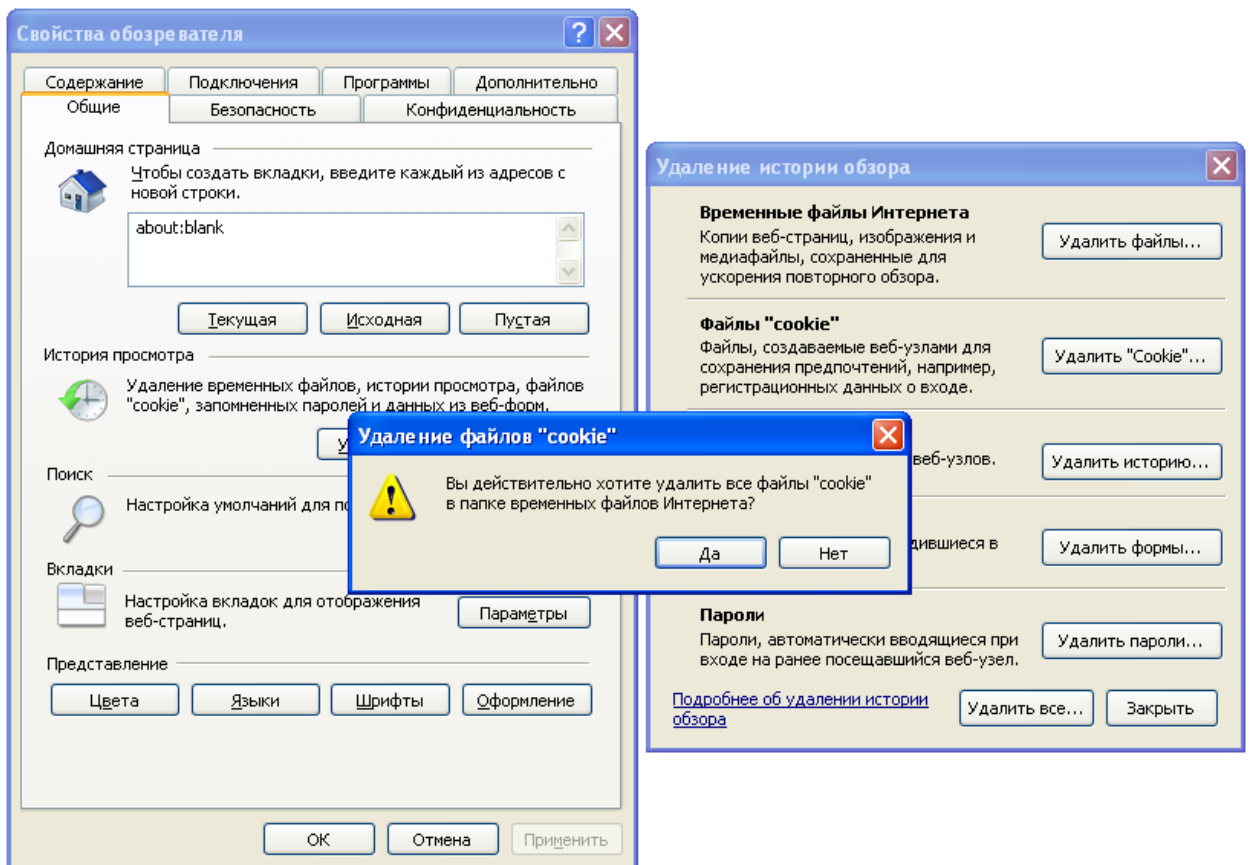 Свойства обозревателя
Содержание
Подключения
Программы
Дополнительно
Общие
Безопасность
Конфиденциальность
Домашняя страница
Чтобы создать вкладки, введите каждый из адресов с
новой строки.
about:blank
Текущая
Исходная
Пустая
История просмотра
Удаление временных файлов, истории просмотра, файлов
"cookie", запомненных паролей и данных из веб-форм.
Поиск
Настройка умолчаний для
Вкладки
Настройка вкладок для отображения
веб-страниц.
Параметры
Представление
Цвета
Языки
Шрифты
Оформление
ОК
Отмена
Применить
Удаление файлов "cookie"
Вы действительно хотите удалить все файлы "cookie"
в папке временных файлов Интернета?
Да
Нет
Удаление истории обзора
Временные файлы Интернета
Копии веб-страниц, изображения и
медиафайлы, сохраненные для
ускорения повторного обзора.
Удалить файлы...
Файлы "cookie"
Файлы, создаваемые веб-узлами для
сохранения предпочтений, например,
регистрационных данных о входе.
Удалить "Cookie"...
веб-узлов.
Удалить историю...
в
Удалить формы...
Пароли
Пароли, автоматически вводящиеся при
входе на ранее посещавшийся веб-узел.
Удалить пароли...
Подробнее об удалении истории
обзора
Удалить все...
Закрыть